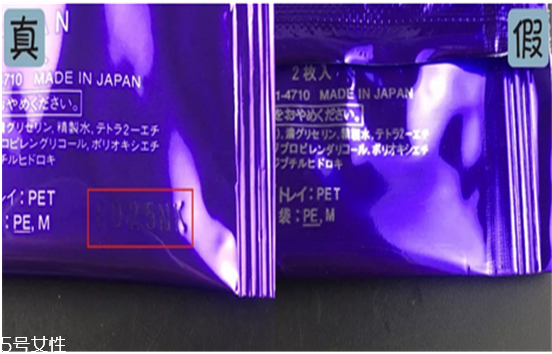 真
AN
-4710 MADE IN JAPAN
おやめください。
濃グリセリン, 精製水, テトラ2ーエチ
コピレングリコール, ポリオキシエチ
チルヒドロキ
レイ: PET
: PE, M
假
2枚入
1-4710 MADE IN JAPAN
をおやめください。
), 濃グリセリン, 精製水, テトラ2ーエチ
プロピレングリコール, ポリオキシエチ
ジブチルヒドロキ
トレイ: PET
袋: PE, M
5号女性